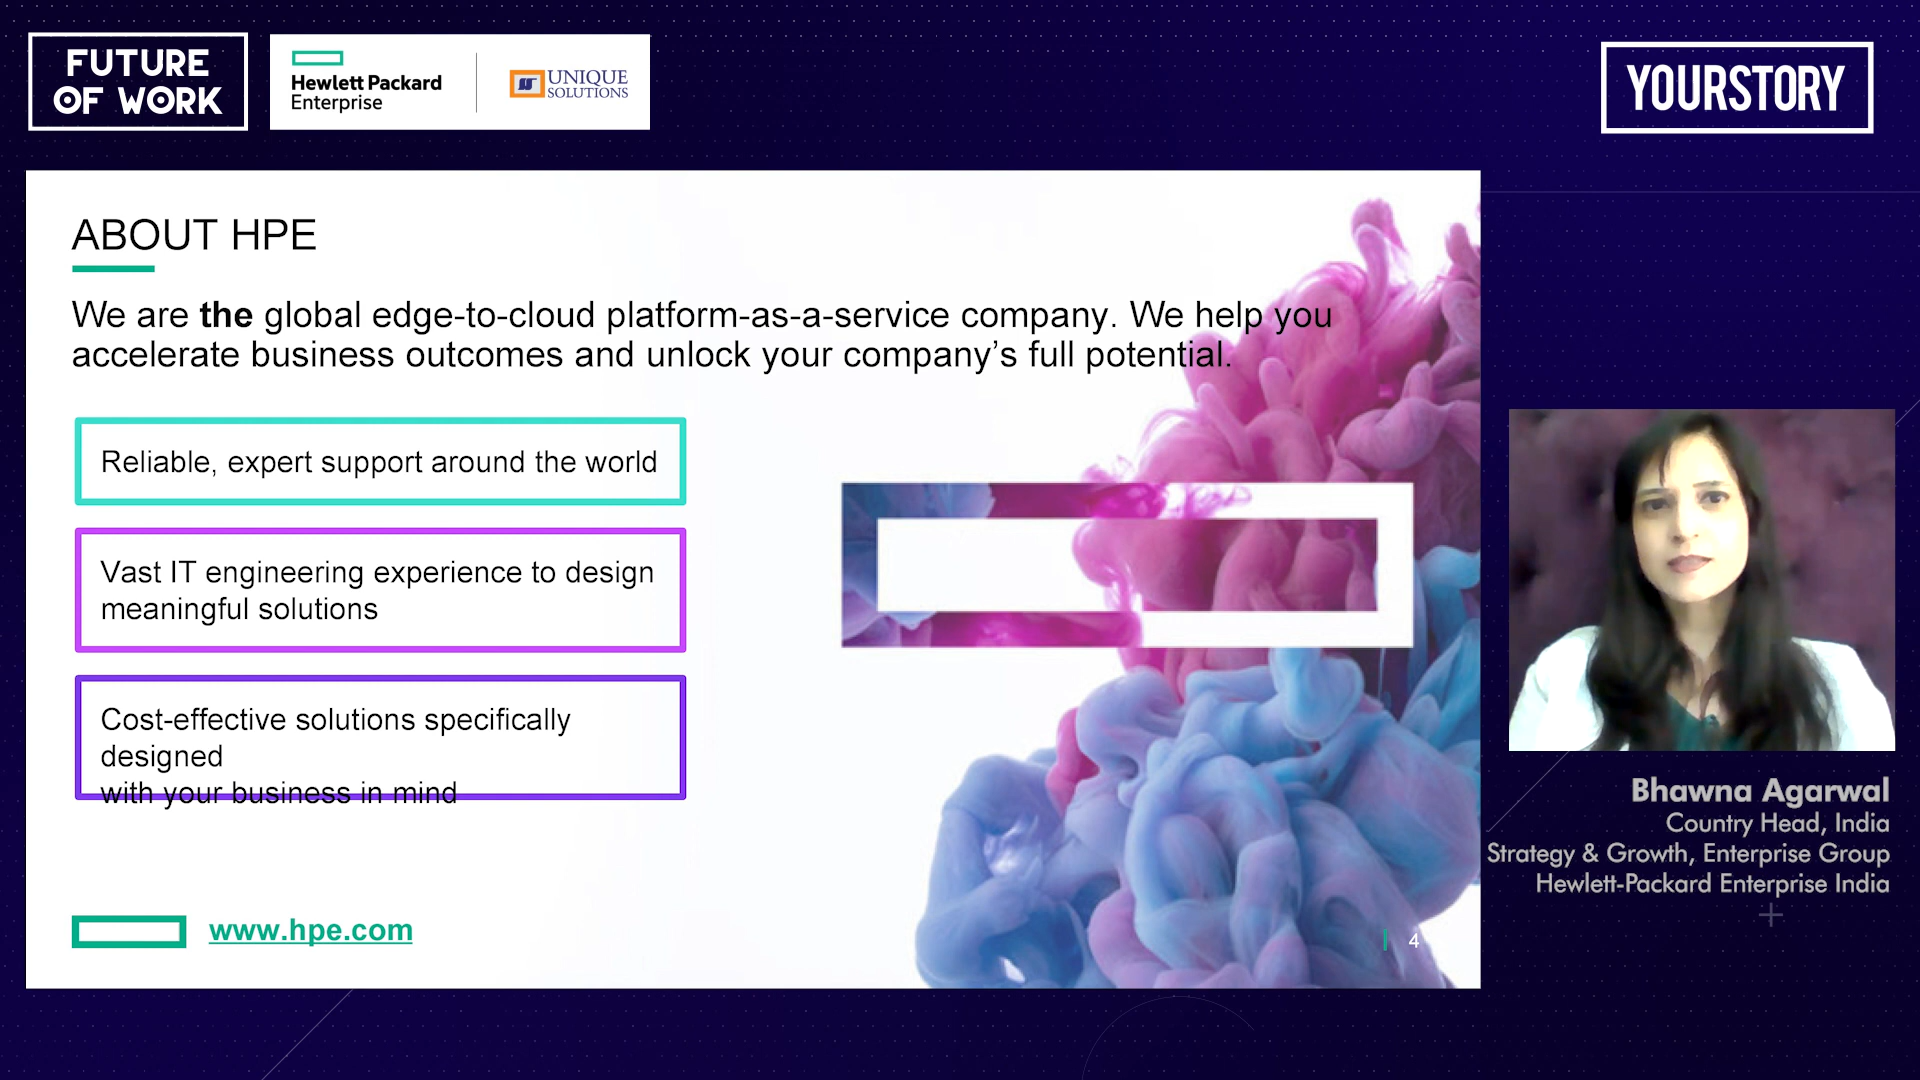 FUTURE
OF WORK
Hewlett Packard
Enterprise
UNIQUE
SOLUTIONS
YOURSTORY
ABOUT HPE
We are the global edge-to-cloud platform-as-a-service company. We help you
accelerate business outcomes and unlock your company’s full potential.
Reliable, expert support around the world
Vast IT engineering experience to design
meaningful solutions
Cost-effective solutions specifically
designed
with your business in mind
www.hpe.com
4
Bhawna Agarwal
Country Head, India
Strategy & Growth, Enterprise Group
Hewlett-Packard Enterprise India